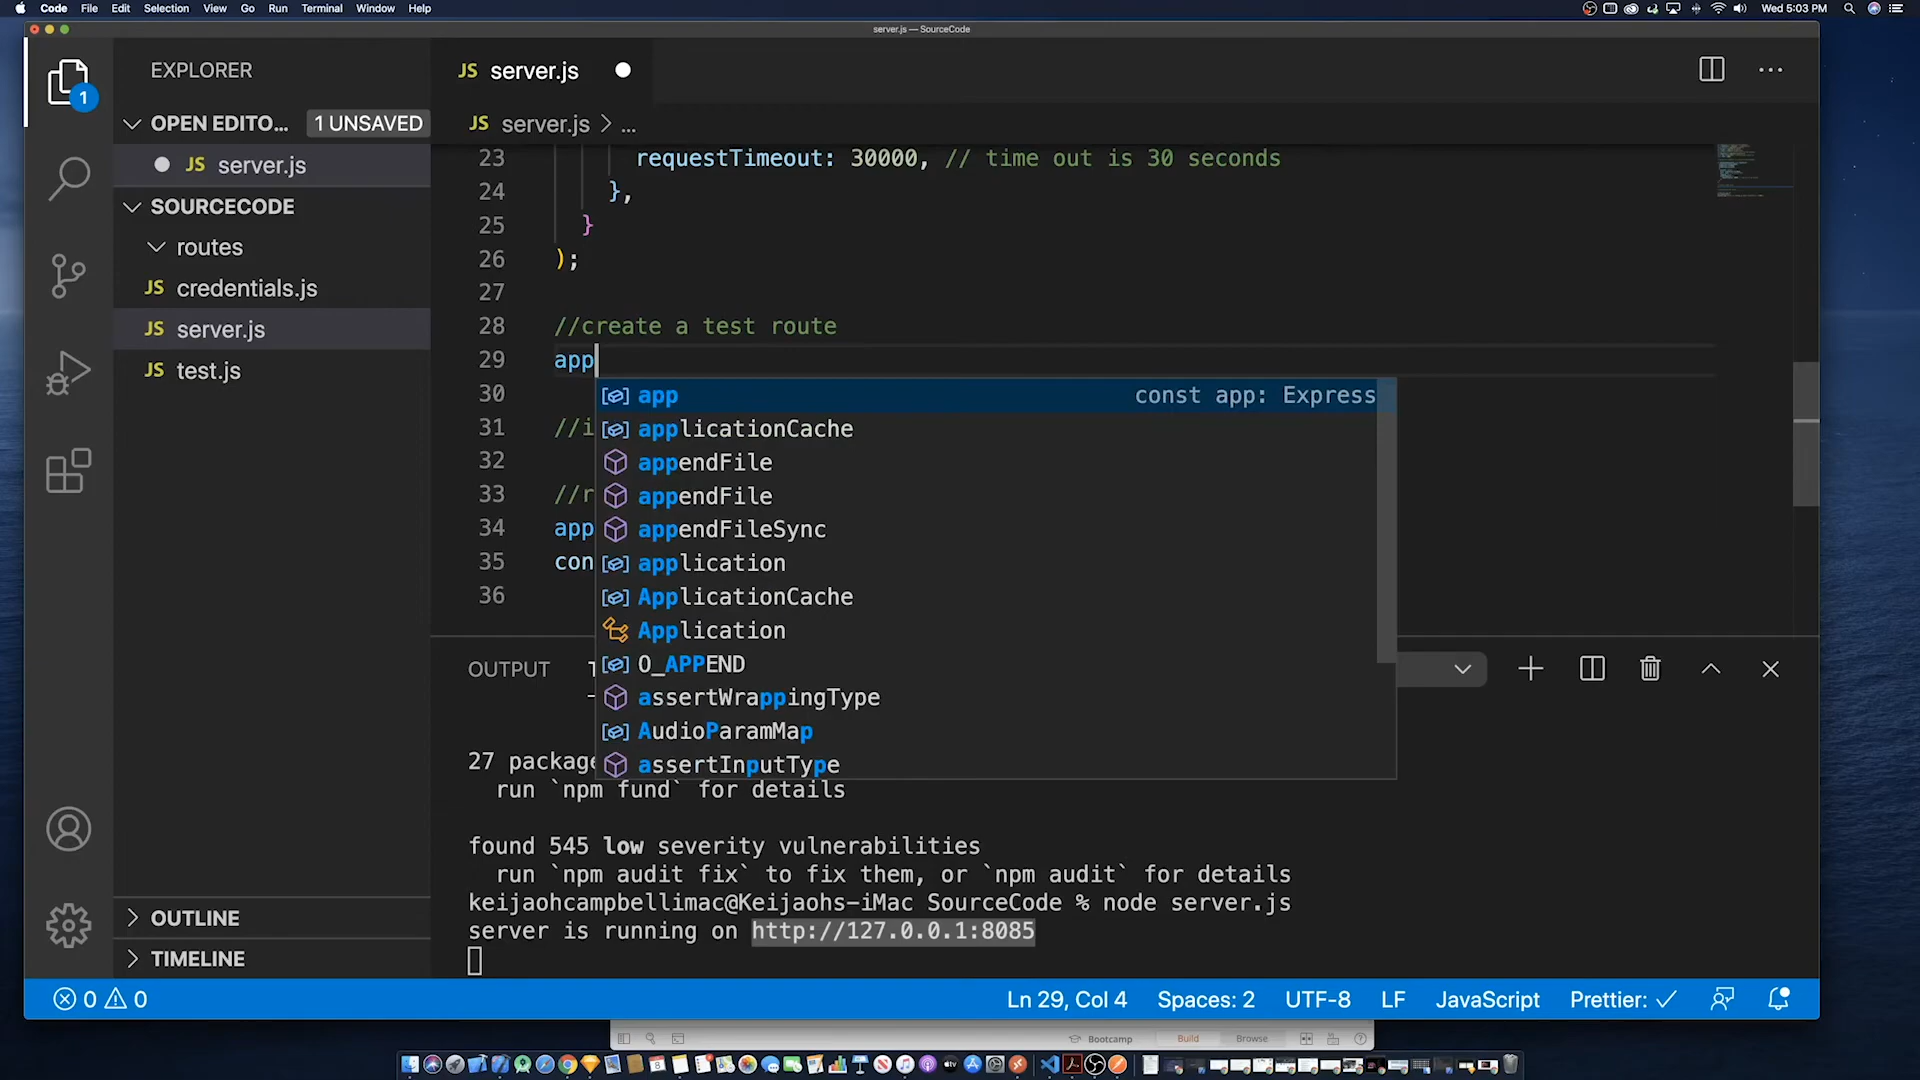 Code File Edit Selection View Go Run Terminal Window Help Wed 5:03 PM
server.js — SourceCode
EXPLORER
JS server.js
1
OPEN EDITO... 1 UNSAVED
JS server.js > ...
JS server.js
SOURCECODE
routes
JS credentials.js
JS server.js
JS test.js
23 requestTimeout: 30000, // time out is 30 seconds
24 },
25 }
26 );
27
28 //create a test route
29 app
30
31 //i
32
33 //r
34 app
35 con
36
app const app: Express
applicationCache
appendFile
appendFile
appendFileSync
application
ApplicationCache
Application
O_APPEND
assertWrappingType
AudioParamMap
assertInputType
OUTPUT
27 package
run `npm fund` for details
found 545 low severity vulnerabilities
run `npm audit fix` to fix them, or `npm audit` for details
keijaohcampbellimac@Keijaohs-iMac SourceCode % node server.js
server is running on http://127.0.0.1:8085
OUTLINE
TIMELINE
0 0 Ln 29, Col 4 Spaces: 2 UTF-8 LF JavaScript Prettier: ✓
Bootcamp Build Browse